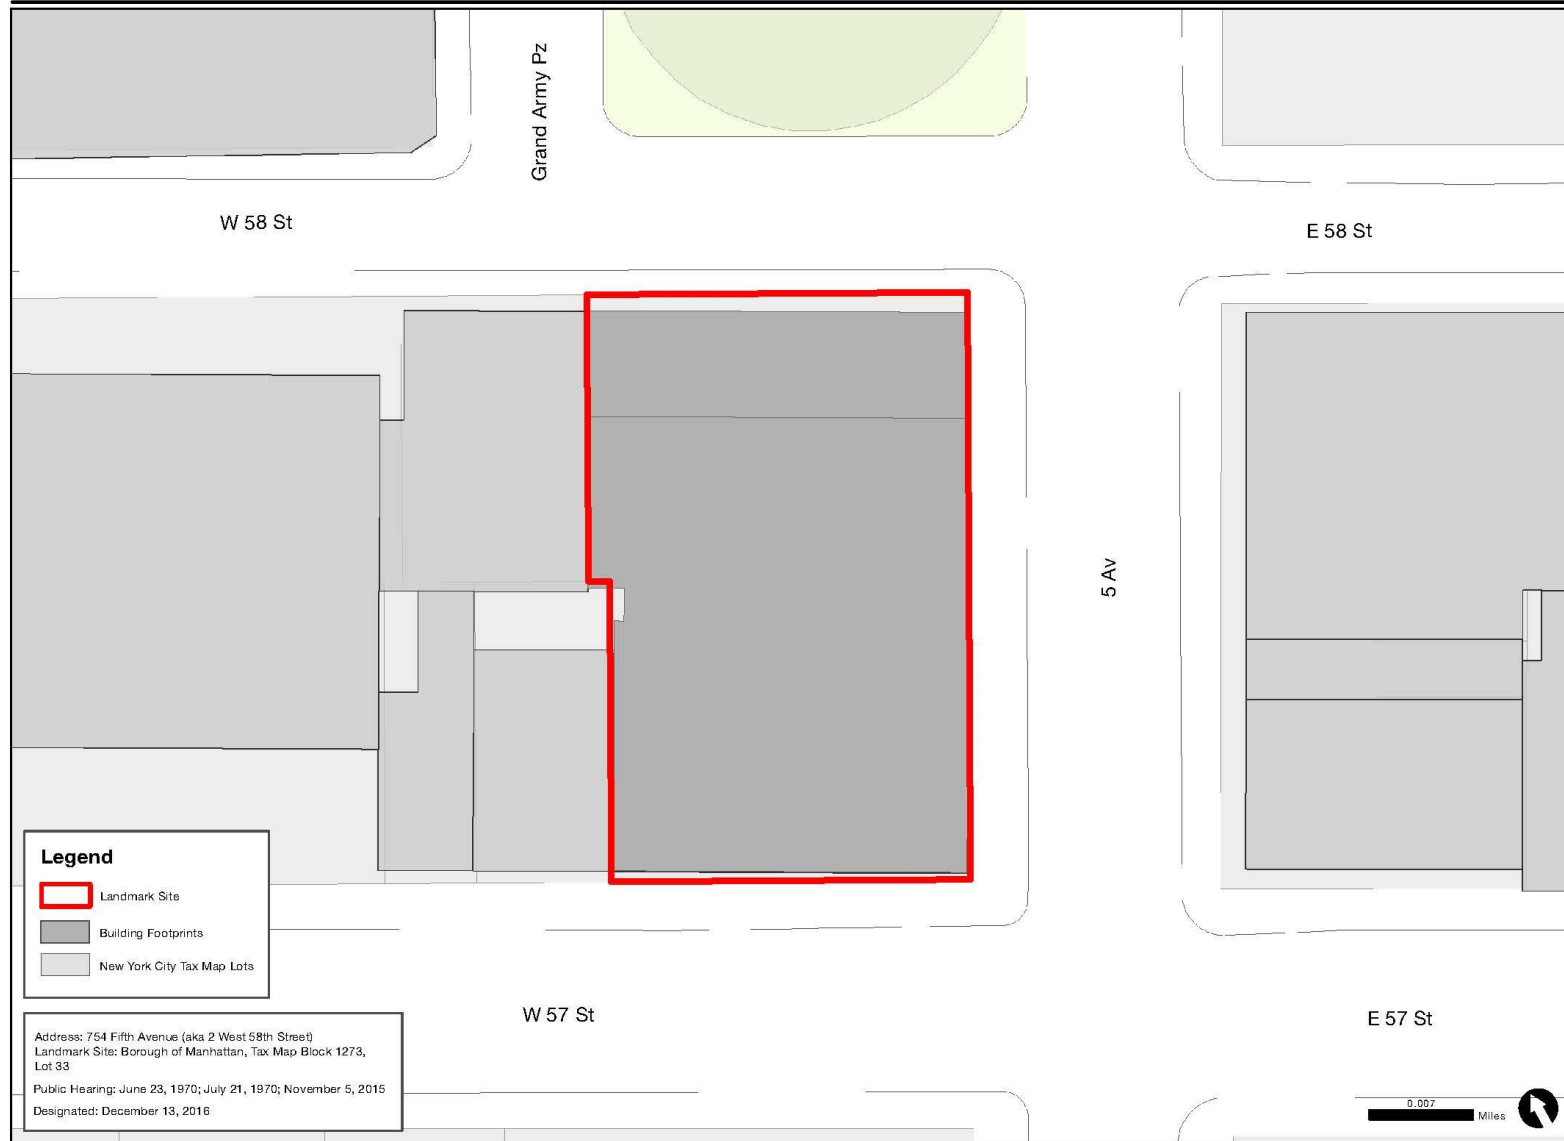 Grand Army Pz
W 58 St
E 58 St
5 Av
Legend
Landmark Site
Building Footprints
New York City Tax Map Lots
W 57 St
E 57 St
Address: 754 Fifth Avenue (aka 2 West 58th Street)
Landmark Site: Borough of Manhattan, Tax Map Block 1273,
Lot 33
Public Hearing: June 23, 1970; July 21, 1970; November 5, 2015
Designated: December 13, 2016
0.007
Miles